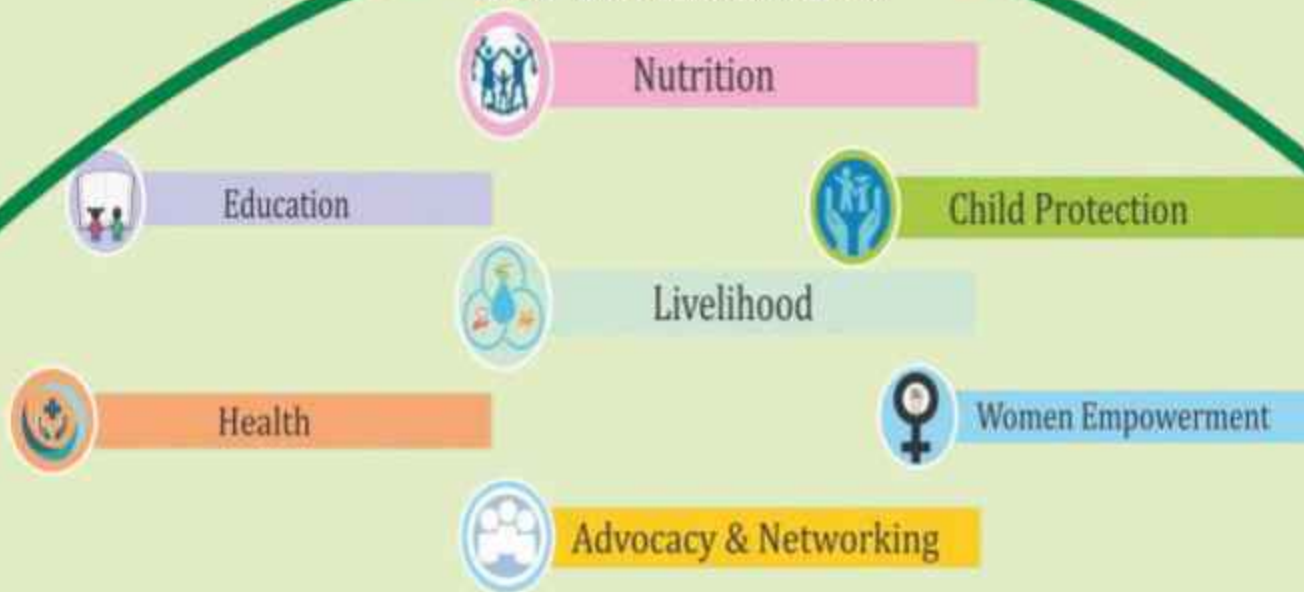 Nutrition
Education
Child Protection
Livelihood
Health
Women Empowerment
Advocacy & Networking